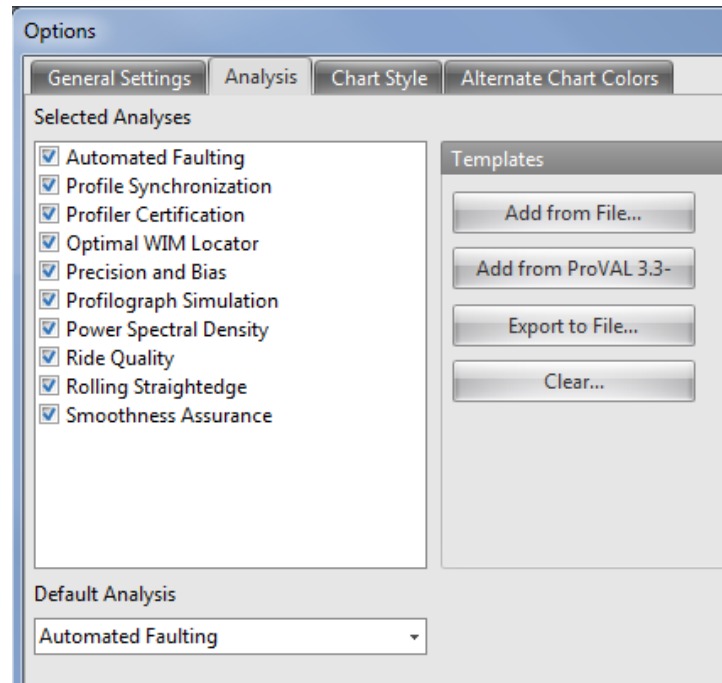 Options
General Settings
Analysis
Chart Style
Alternate Chart Colors
Selected Analyses
Automated Faulting
Profile Synchronization
Profiler Certification
Optimal WIM Locator
Precision and Bias
Profilograph Simulation
Power Spectral Density
Ride Quality
Rolling Straightedge
Smoothness Assurance
Templates
Add from File...
Add from ProVAL 3.3-
Export to File...
Clear...
Default Analysis
Automated Faulting